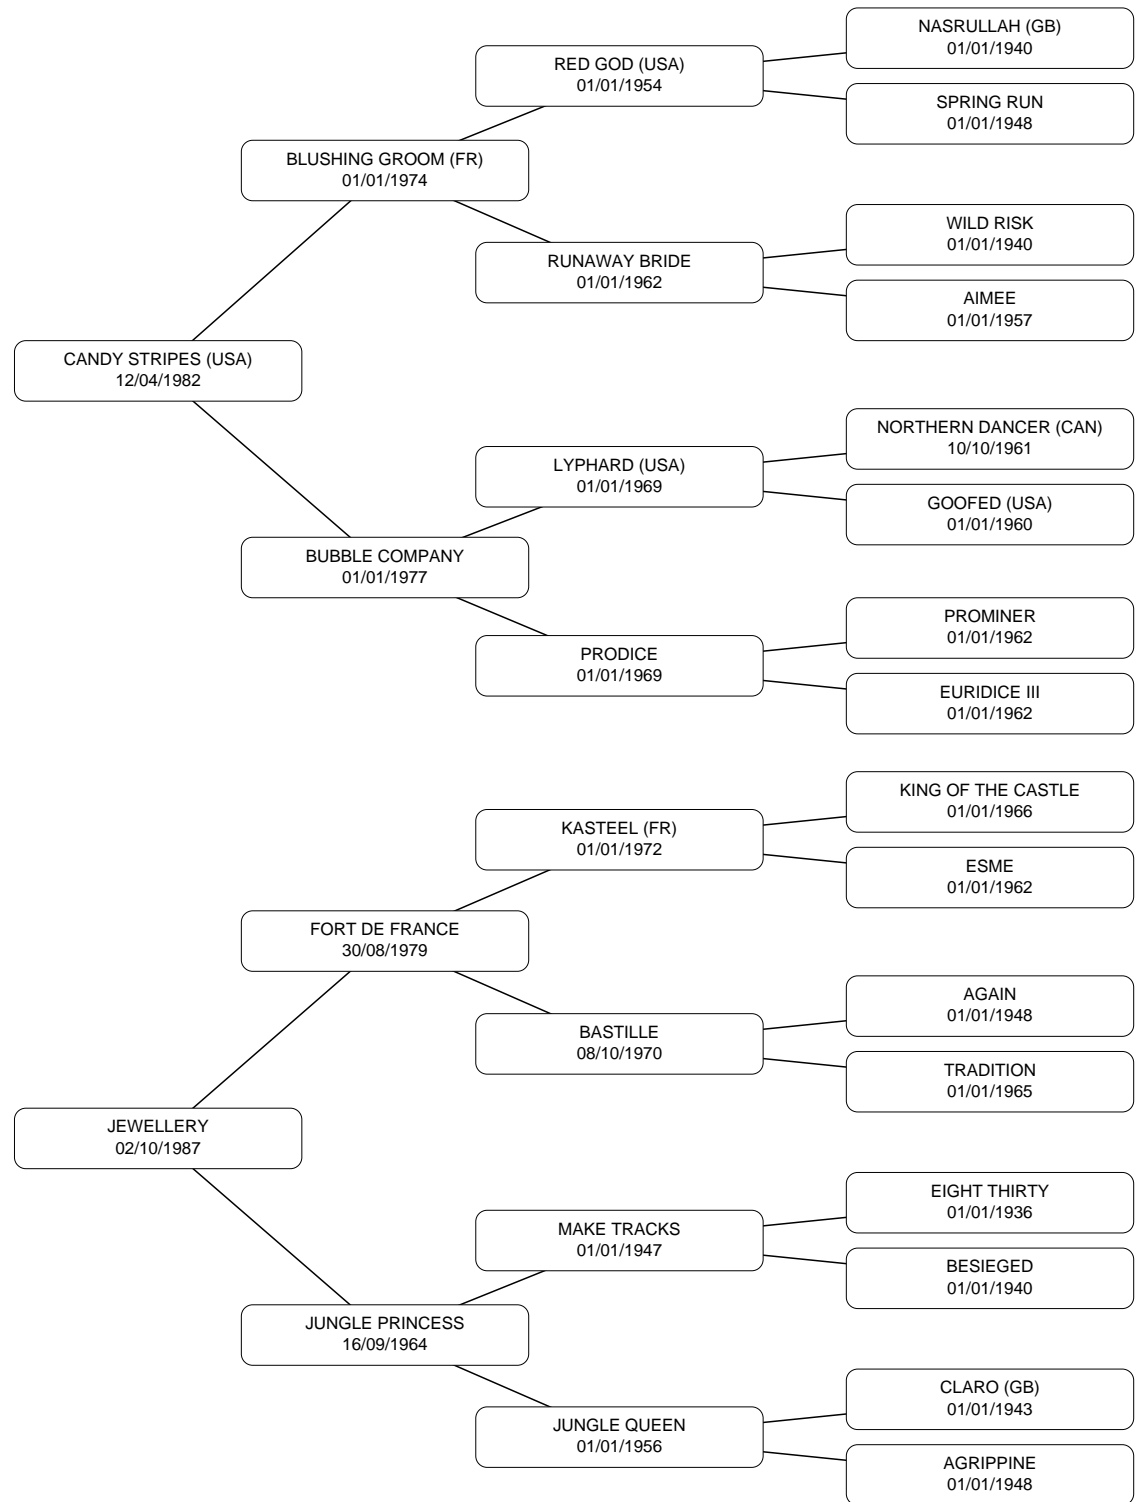 NASRULLAH (GB)
01/01/1940
RED GOD (USA)
01/01/1954
SPRING RUN
01/01/1948
BLUSHING GROOM (FR)
01/01/1974
WILD RISK
01/01/1940
RUNAWAY BRIDE
01/01/1962
AIMEE
01/01/1957
CANDY STRIPES (USA)
12/04/1982
NORTHERN DANCER (CAN)
10/10/1961
LYPHARD (USA)
01/01/1969
GOOFED (USA)
01/01/1960
BUBBLE COMPANY
01/01/1977
PROMINER
01/01/1962
PRODICE
01/01/1969
EURIDICE III
01/01/1962
KING OF THE CASTLE
01/01/1966
KASTEEL (FR)
01/01/1972
ESME
01/01/1962
FORT DE FRANCE
30/08/1979
AGAIN
01/01/1948
BASTILLE
08/10/1970
TRADITION
01/01/1965
JEWELLERY
02/10/1987
EIGHT THIRTY
01/01/1936
MAKE TRACKS
01/01/1947
BESIEGED
01/01/1940
JUNGLE PRINCESS
16/09/1964
CLARO (GB)
01/01/1943
JUNGLE QUEEN
01/01/1956
AGRIPPINE
01/01/1948